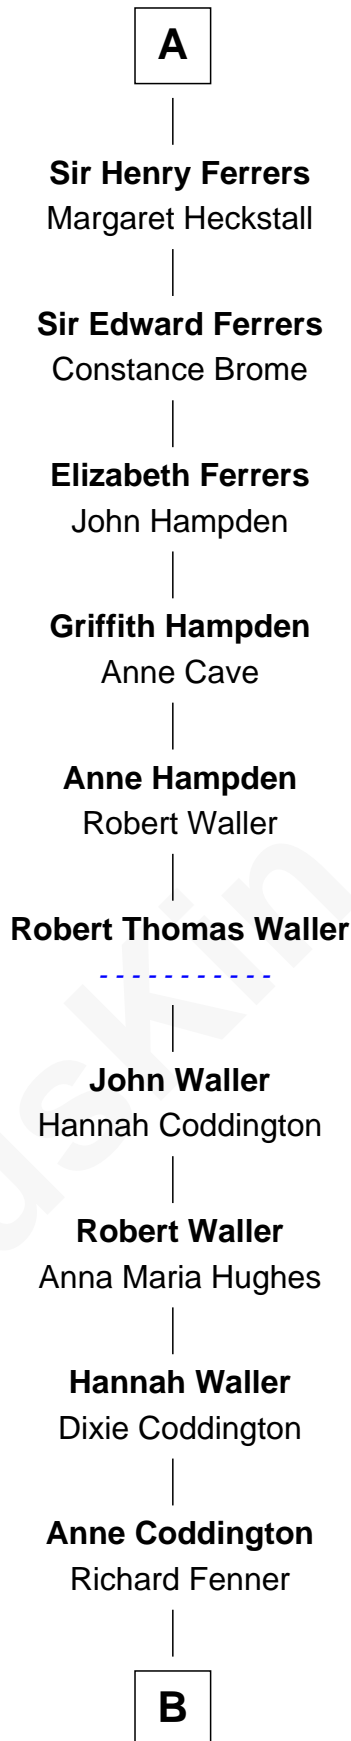 A
Sir Henry Ferrers
Margaret Heckstall
Sir Edward Ferrers
Constance Brome
Elizabeth Ferrers
John Hampden
Griffith Hampden
Anne Cave
Anne Hampden
Robert Waller
Robert Thomas Waller
- - - - - - - - - - -
John Waller
Hannah Coddington
Robert Waller
Anna Maria Hughes
Hannah Waller
Dixie Coddington
Anne Coddington
Richard Fenner
B